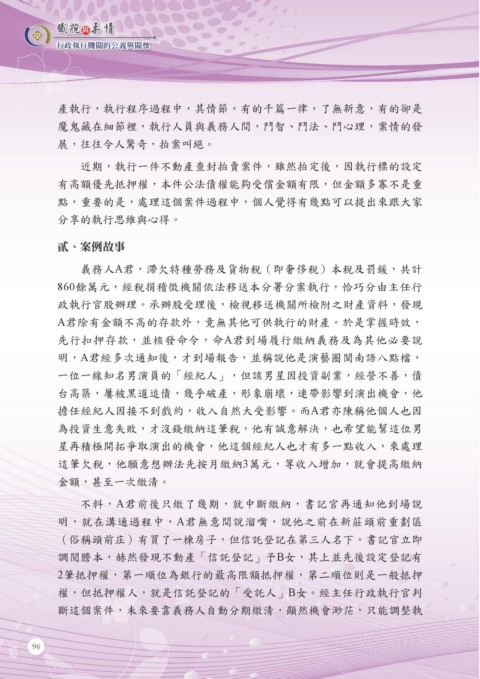 鐵腕與柔情
行政執行機關的公義與關懷
產執行，執行程序過程中，其情節，有的千篇一律，了無新意，有的卻是
魔鬼藏在細節裡，執行人員與義務人間，鬥智、鬥法、鬥心理，案情的發
展，往往令人驚奇，拍案叫絕。
近期，執行一件不動產查封拍賣案件，雖然拍定後，因執行標的設定
有高額優先抵押權，本件公法債權能夠受償金額有限，但金額多寡不是重
點，重要的是，處理這個案件過程中，個人覺得有幾點可以提出來跟大家
分享的執行思維與心得。
貳、案例故事
義務人A君，滯欠特種勞務及貨物稅（即奢侈稅）本稅及罰鍰，共計
860餘萬元，經稅捐稽徵機關依法移送本分署分案執行，恰巧分由主任行
政執行官股辦理。承辦股受理後，檢視移送機關所檢附之財產資料，發現
A君除有金額不高的存款外，竟無其他可供執行的財產。於是掌握時效，
先行扣押存款，並核發命令，命A君到場履行繳納義務及為其他必要說
明，A君經多次通知後，才到場報告，並稱說他是演藝圈閩南語八點檔，
一位一線知名男演員的「經紀人」，但該男星因投資副業，經營不善，債
台高築，屢被黑道逼債，幾乎破產，形象崩壞，連帶影響到演出機會，他
擔任經紀人因接不到戲約，收入自然大受影響。而A君亦陳稱他個人也因
為投資生意失敗，才沒錢繳納這筆稅，他有誠意解決，也希望能幫這位男
星再積極開拓爭取演出的機會，他這個經紀人也才有多一點收入，來處理
這筆欠稅，他願意想辦法先按月繳納3萬元，等收入增加，就會提高繳納
金額，甚至一次繳清。
不料，A君前後只繳了幾期，就中斷繳納，書記官再通知他到場說
明，就在溝通過程中，A君無意間說溜嘴，說他之前在新莊頭前重劃區
（俗稱頭前庄）有買了一棟房子，但信託登記在第三人名下。書記官立即
調閱謄本，赫然發現不動產「信託登記」予B女，其上並先後設定登記有
2筆抵押權，第一順位為銀行的最高限額抵押權，第二順位則是一般抵押
權，但抵押權人，就是信託登記的「受託人」B女。經主任行政執行官判
斷這個案件，未來要靠義務人自動分期繳清，顯然機會渺茫，只能調整執
96